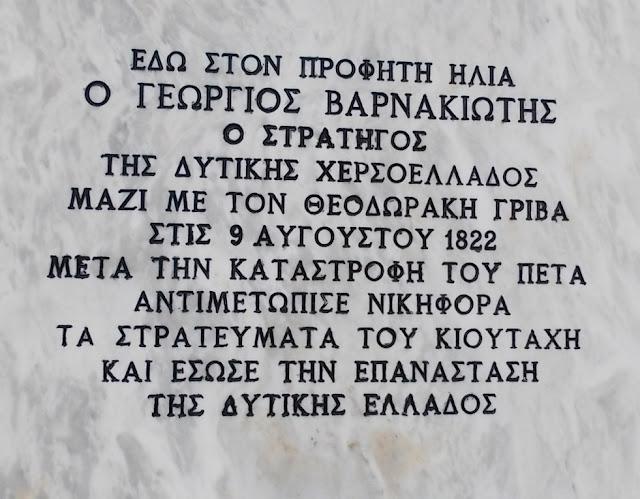 ΕΔΩ ΣΤΟΝ ΠΡΟΦΗΤΗ ΗΛΙΑ
Ο ΓΕΩΡΓΙΟΣ ΒΑΡΝΑΚΙΩΤΗΣ
Ο ΣΤΡΑΤΗΓΟΣ
ΤΗΣ ΔΥΤΙΚΗΣ ΧΕΡΣΟΕΛΛΑΔΟΣ
ΜΑΖΙ ΜΕ ΤΟΝ ΘΕΟΔΩΡΑΚΗ ΓΡΙΒΑ
ΣΤΙΣ 9 ΑΥΓΟΥΣΤΟΥ 1822
ΜΕΤΑ ΤΗΝ ΚΑΤΑΣΤΡΟΦΗ ΤΟΥ ΠΕΤΑ
ΑΝΤΙΜΕΤΩΠΙΣΕ ΝΙΚΗΦΟΡΑ
ΤΑ ΣΤΡΑΤΕΥΜΑΤΑ ΤΟΥ ΚΙΟΥΤΑΧΗ
ΚΑΙ ΕΣΩΣΕ ΤΗΝ ΕΠΑΝΑΣΤΑΣΗ
ΤΗΣ ΔΥΤΙΚΗΣ ΕΛΛΑΔΟΣ